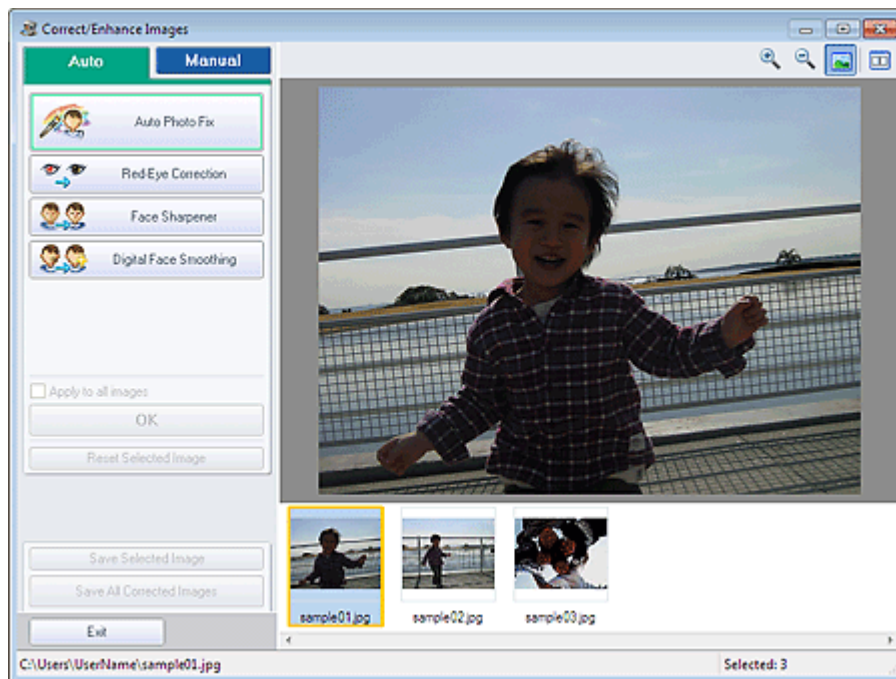 Correct/Enhance Images
Auto
Manual
Auto Photo Fix
Red-Eye Correction
Face Sharpener
Digital Face Smoothing
Apply to all images
OK
Reset Selected Image
Save Selected Image
Save All Corrected Images
Exit
sample01.jpg
sample02.jpg
sample03.jpg
C:\Users\UserName\sample01.jpg
Selected: 3